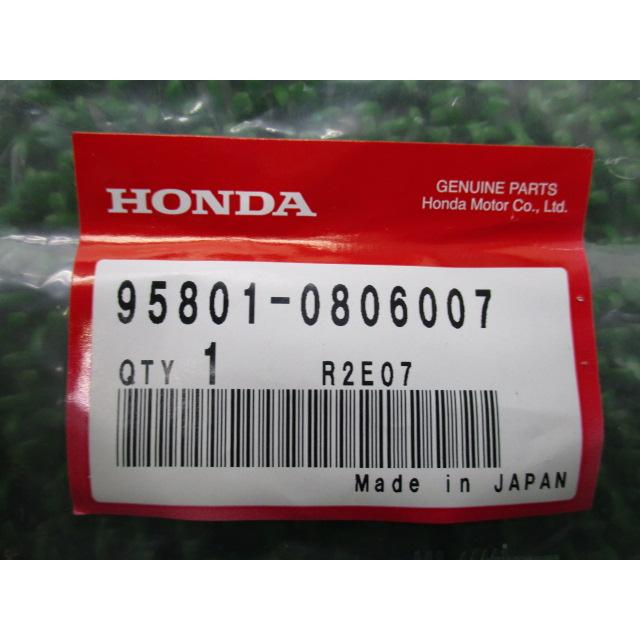 HONDA
GENUINE PARTS
Honda Motor Co., Ltd.
95801-0806007
QTY 1 R2E07
Made in JAPAN